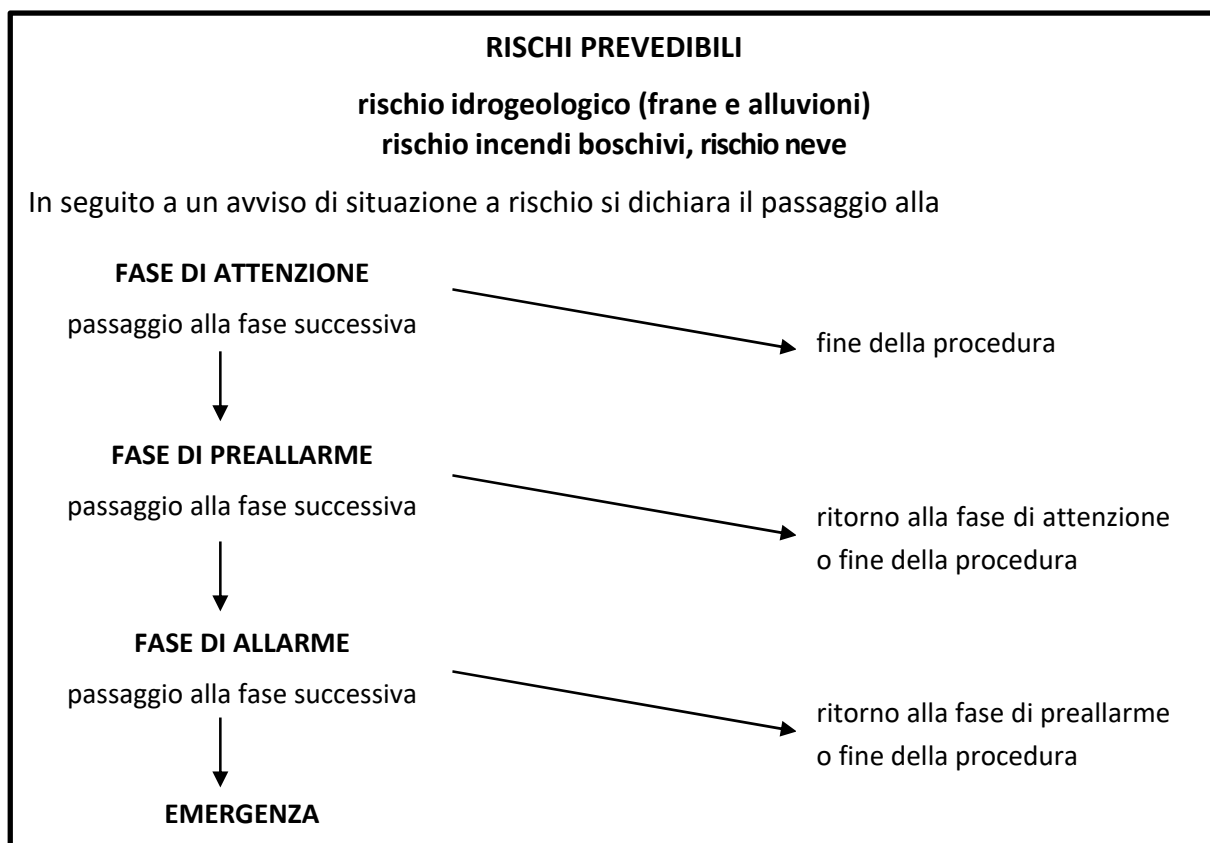 RISCHI PREVEDIBILI
rischio idrogeologico (frane e alluvioni)
rischio incendi boschivi, rischio neve
In seguito a un avviso di situazione a rischio si dichiara il passaggio alla
FASE DI ATTENZIONE
passaggio alla fase successiva
fine della procedura
FASE DI PREALLARME
passaggio alla fase successiva
ritorno alla fase di attenzione
o fine della procedura
FASE DI ALLARME
passaggio alla fase successiva
ritorno alla fase di preallarme
o fine della procedura
EMERGENZA